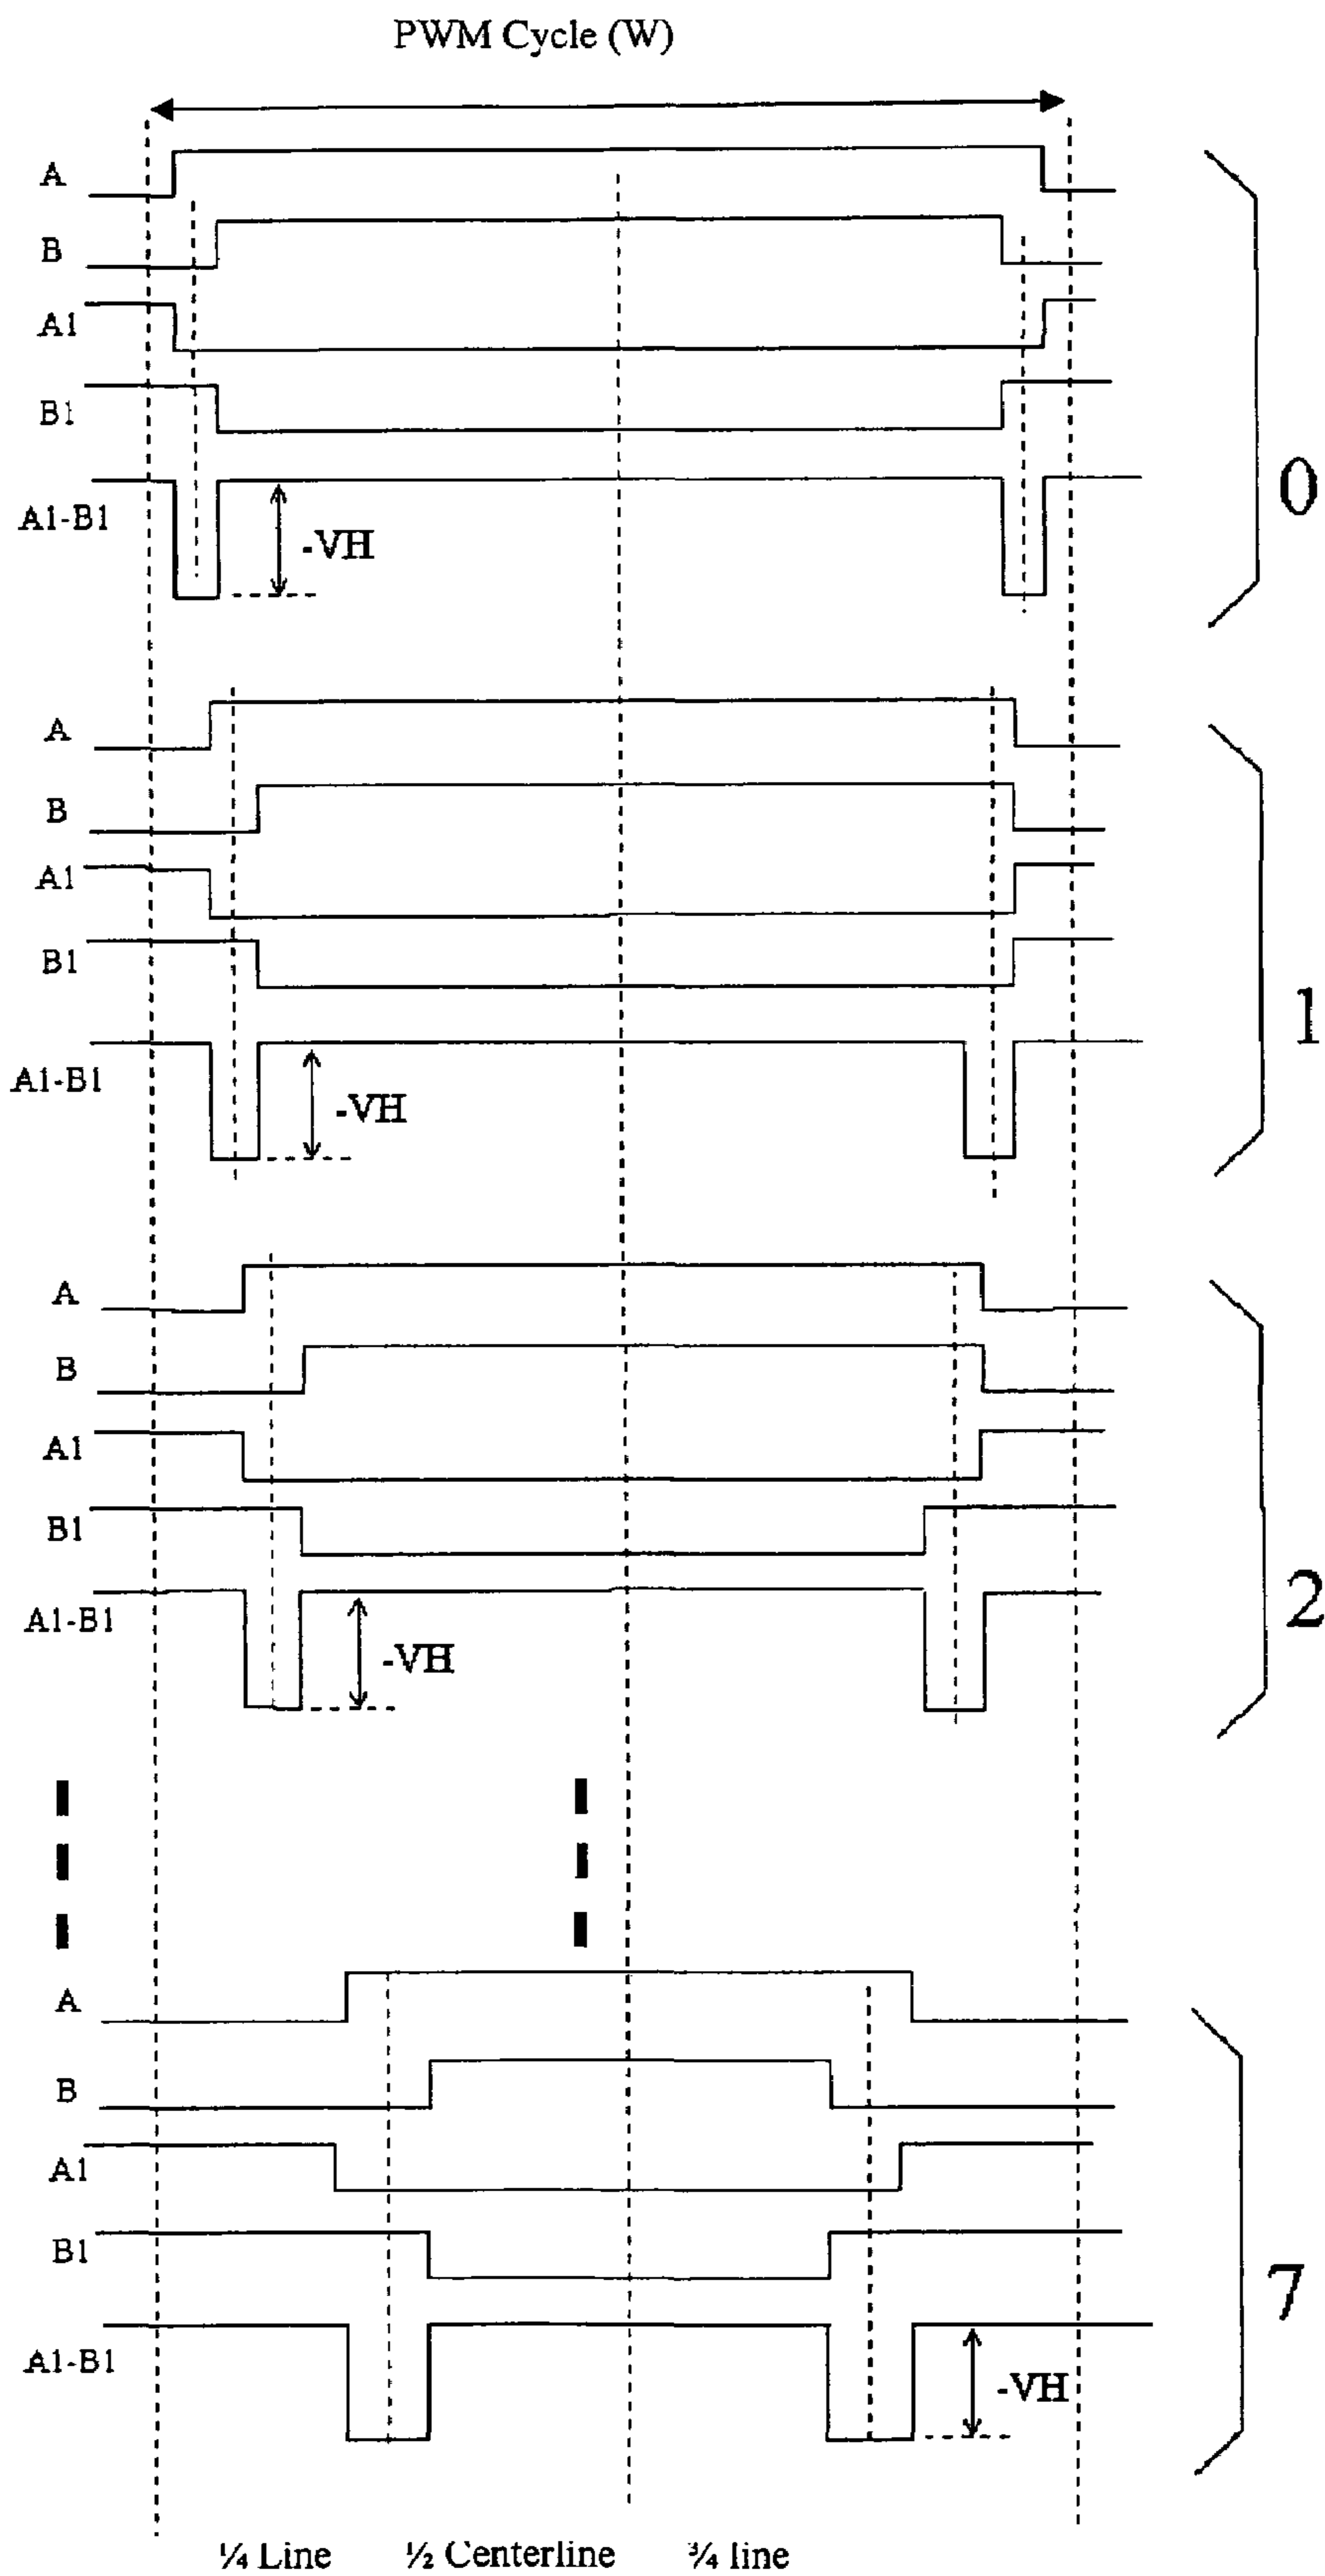 PWM Cycle (W)
A
B
A1
B1
A1-B1
-VH
0
A
B
A1
B1
A1-B1
-VH
1
A
B
A1
B1
A1-B1
-VH
2
A
B
A1
B1
A1-B1
-VH
7
¼ Line ½ Centerline ¾ line